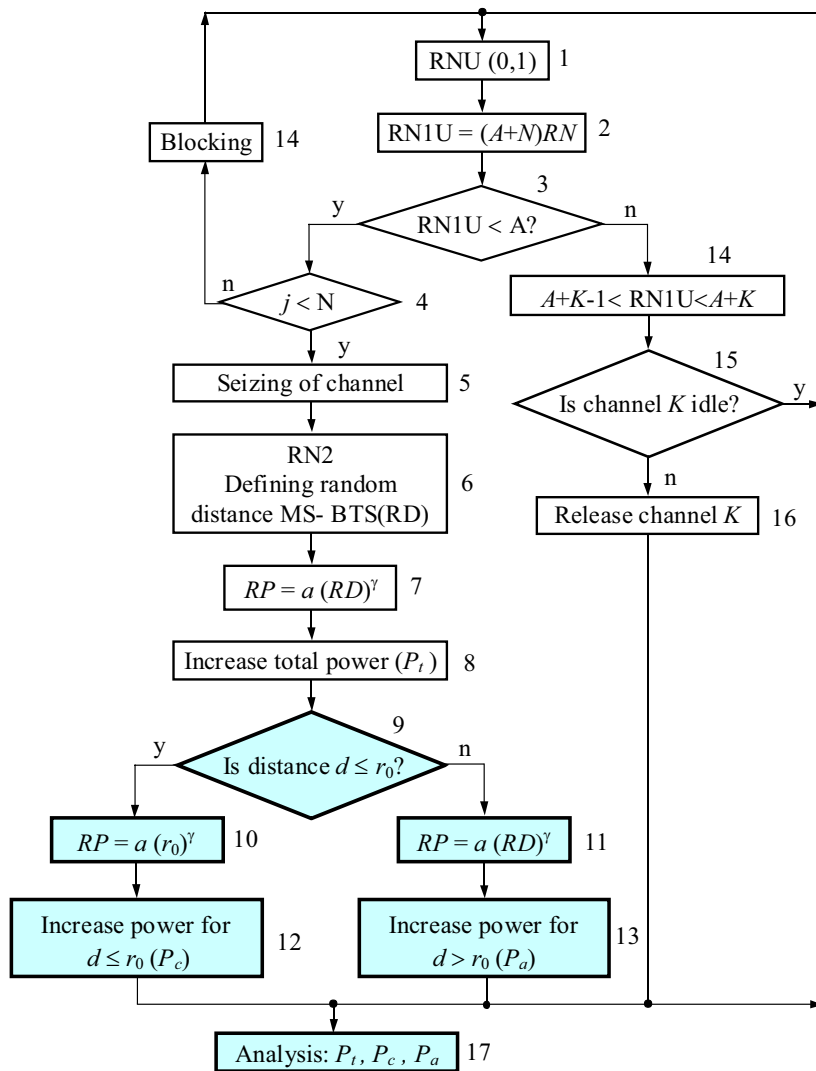 RNU (0,1)
1
RN1U = (A+N)RN
2
Blocking
14
3
RN1U < A?
y
n
j < N
4
n
y
14
A+K-1< RN1U<A+K
Seizing of channel
5
15
Is channel K idle?
y
n
RN2
Defining random
distance MS- BTS(RD)
6
Release channel K
16
RP = a (RD)^γ
7
Increase total power (Pₜ)
8
9
Is distance d ≤ r₀?
y
n
RP = a (r₀)^γ
10
RP = a (RD)^γ
11
Increase power for
d ≤ r₀ (P_c)
12
Increase power for
d > r₀ (Pₐ)
13
Analysis: Pₜ , P_c , Pₐ
17